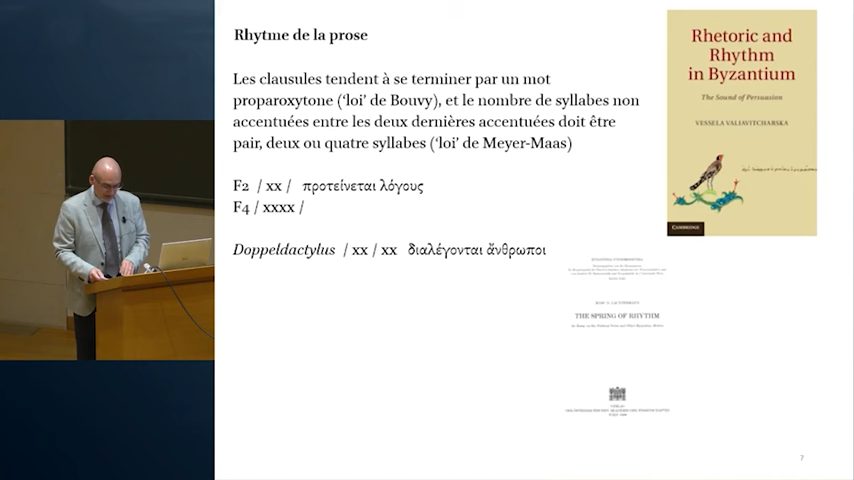 Rhytme de la prose
Les clausules tendent à se terminer par un mot
proparoxytone (‘loi’ de Bouvy), et le nombre de syllabes non
accentuées entre les deux dernières accentuées doit être
pair, deux ou quatre syllabes (‘loi’ de Meyer-Maas)
F2 / xx / προτείνεται λόγους
F4 / xxxx /
Doppeldactylus / xx / xx διαλέγονται ἄνθρωποι
Rhetoric and
Rhythm
in Byzantium
The Sound of Persuasion
VESSELA VALIAVITCHARSKA
CAMBRIDGE
BYZANTINA VINDOBONENSIA
THE SPRING OF RHYTHM
7